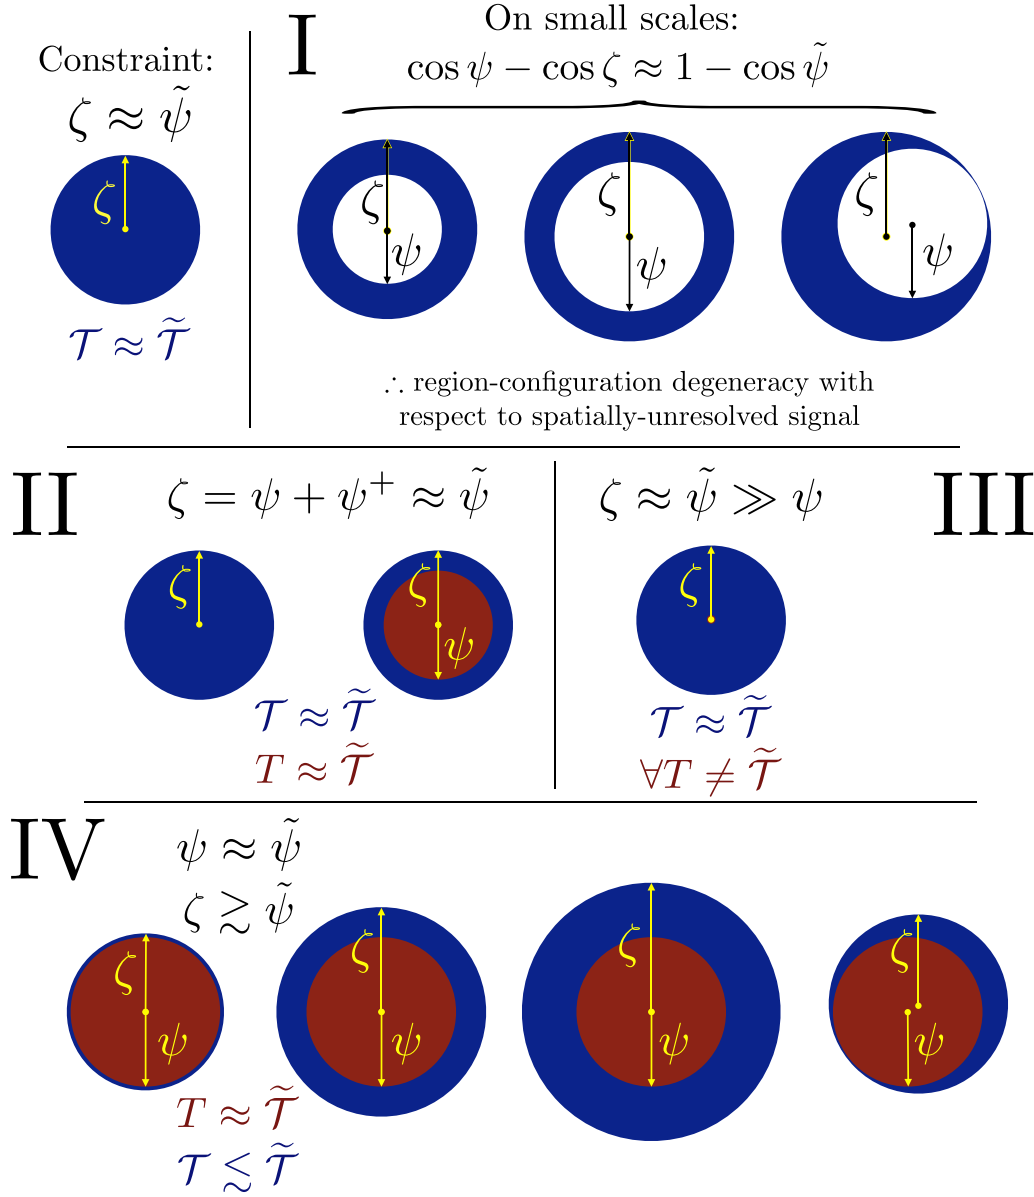 I
On small scales:
cos ψ − cos ζ ≈ 1 − cos ψ̃
Constraint:
ζ ≈ ψ̃
ζ
𝒯 ≈ 𝒯̃
ζ
ψ
ζ
ψ
ζ
ψ
∴ region-configuration degeneracy with
respect to spatially-unresolved signal
II
ζ = ψ + ψ⁺ ≈ ψ̃
ζ
ζ
ψ
𝒯 ≈ 𝒯̃
T ≈ 𝒯̃
III
ζ ≈ ψ̃ ≫ ψ
ζ
𝒯 ≈ 𝒯̃
∀T ≠ 𝒯̃
IV
ψ ≈ ψ̃
ζ ⪆ ψ̃
ζ
ψ
ζ
ψ
ζ
ψ
ζ
ψ
T ≈ 𝒯̃
𝒯 ⪅ 𝒯̃